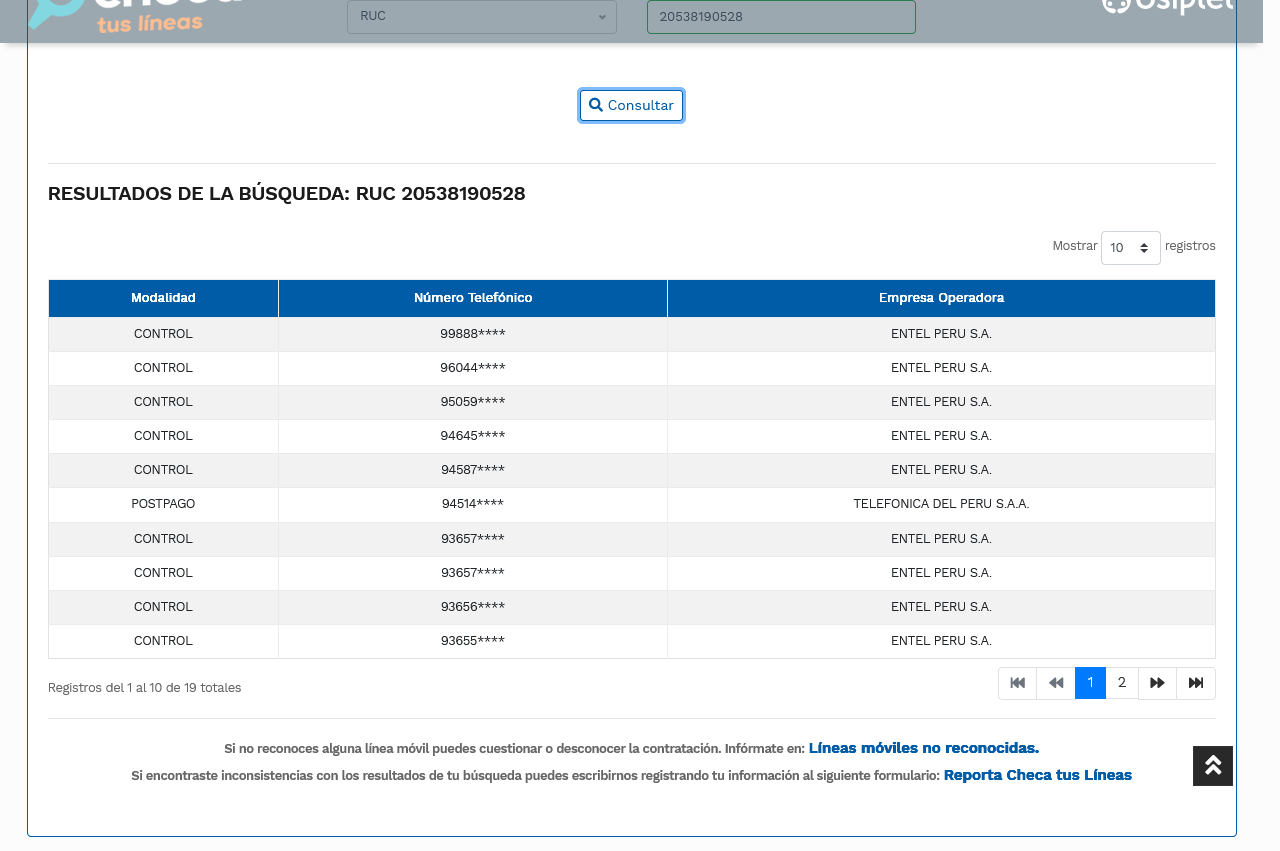 tus líneas
RUC
20538190528
Consultar
RESULTADOS DE LA BÚSQUEDA: RUC 20538190528
Mostrar 10 registros
Modalidad Número Telefónico Empresa Operadora
CONTROL 99888**** ENTEL PERU S.A.
CONTROL 96044**** ENTEL PERU S.A.
CONTROL 95059**** ENTEL PERU S.A.
CONTROL 94645**** ENTEL PERU S.A.
CONTROL 94587**** ENTEL PERU S.A.
POSTPAGO 94514**** TELEFONICA DEL PERU S.A.A.
CONTROL 93657**** ENTEL PERU S.A.
CONTROL 93657**** ENTEL PERU S.A.
CONTROL 93656**** ENTEL PERU S.A.
CONTROL 93655**** ENTEL PERU S.A.
Registros del 1 al 10 de 19 totales
1 2
Si no reconoces alguna línea móvil puedes cuestionar o desconocer la contratación. Infórmate en: Líneas móviles no reconocidas.
Si encontraste inconsistencias con los resultados de tu búsqueda puedes escribirnos registrando tu información al siguiente formulario: Reporta Checa tus Líneas